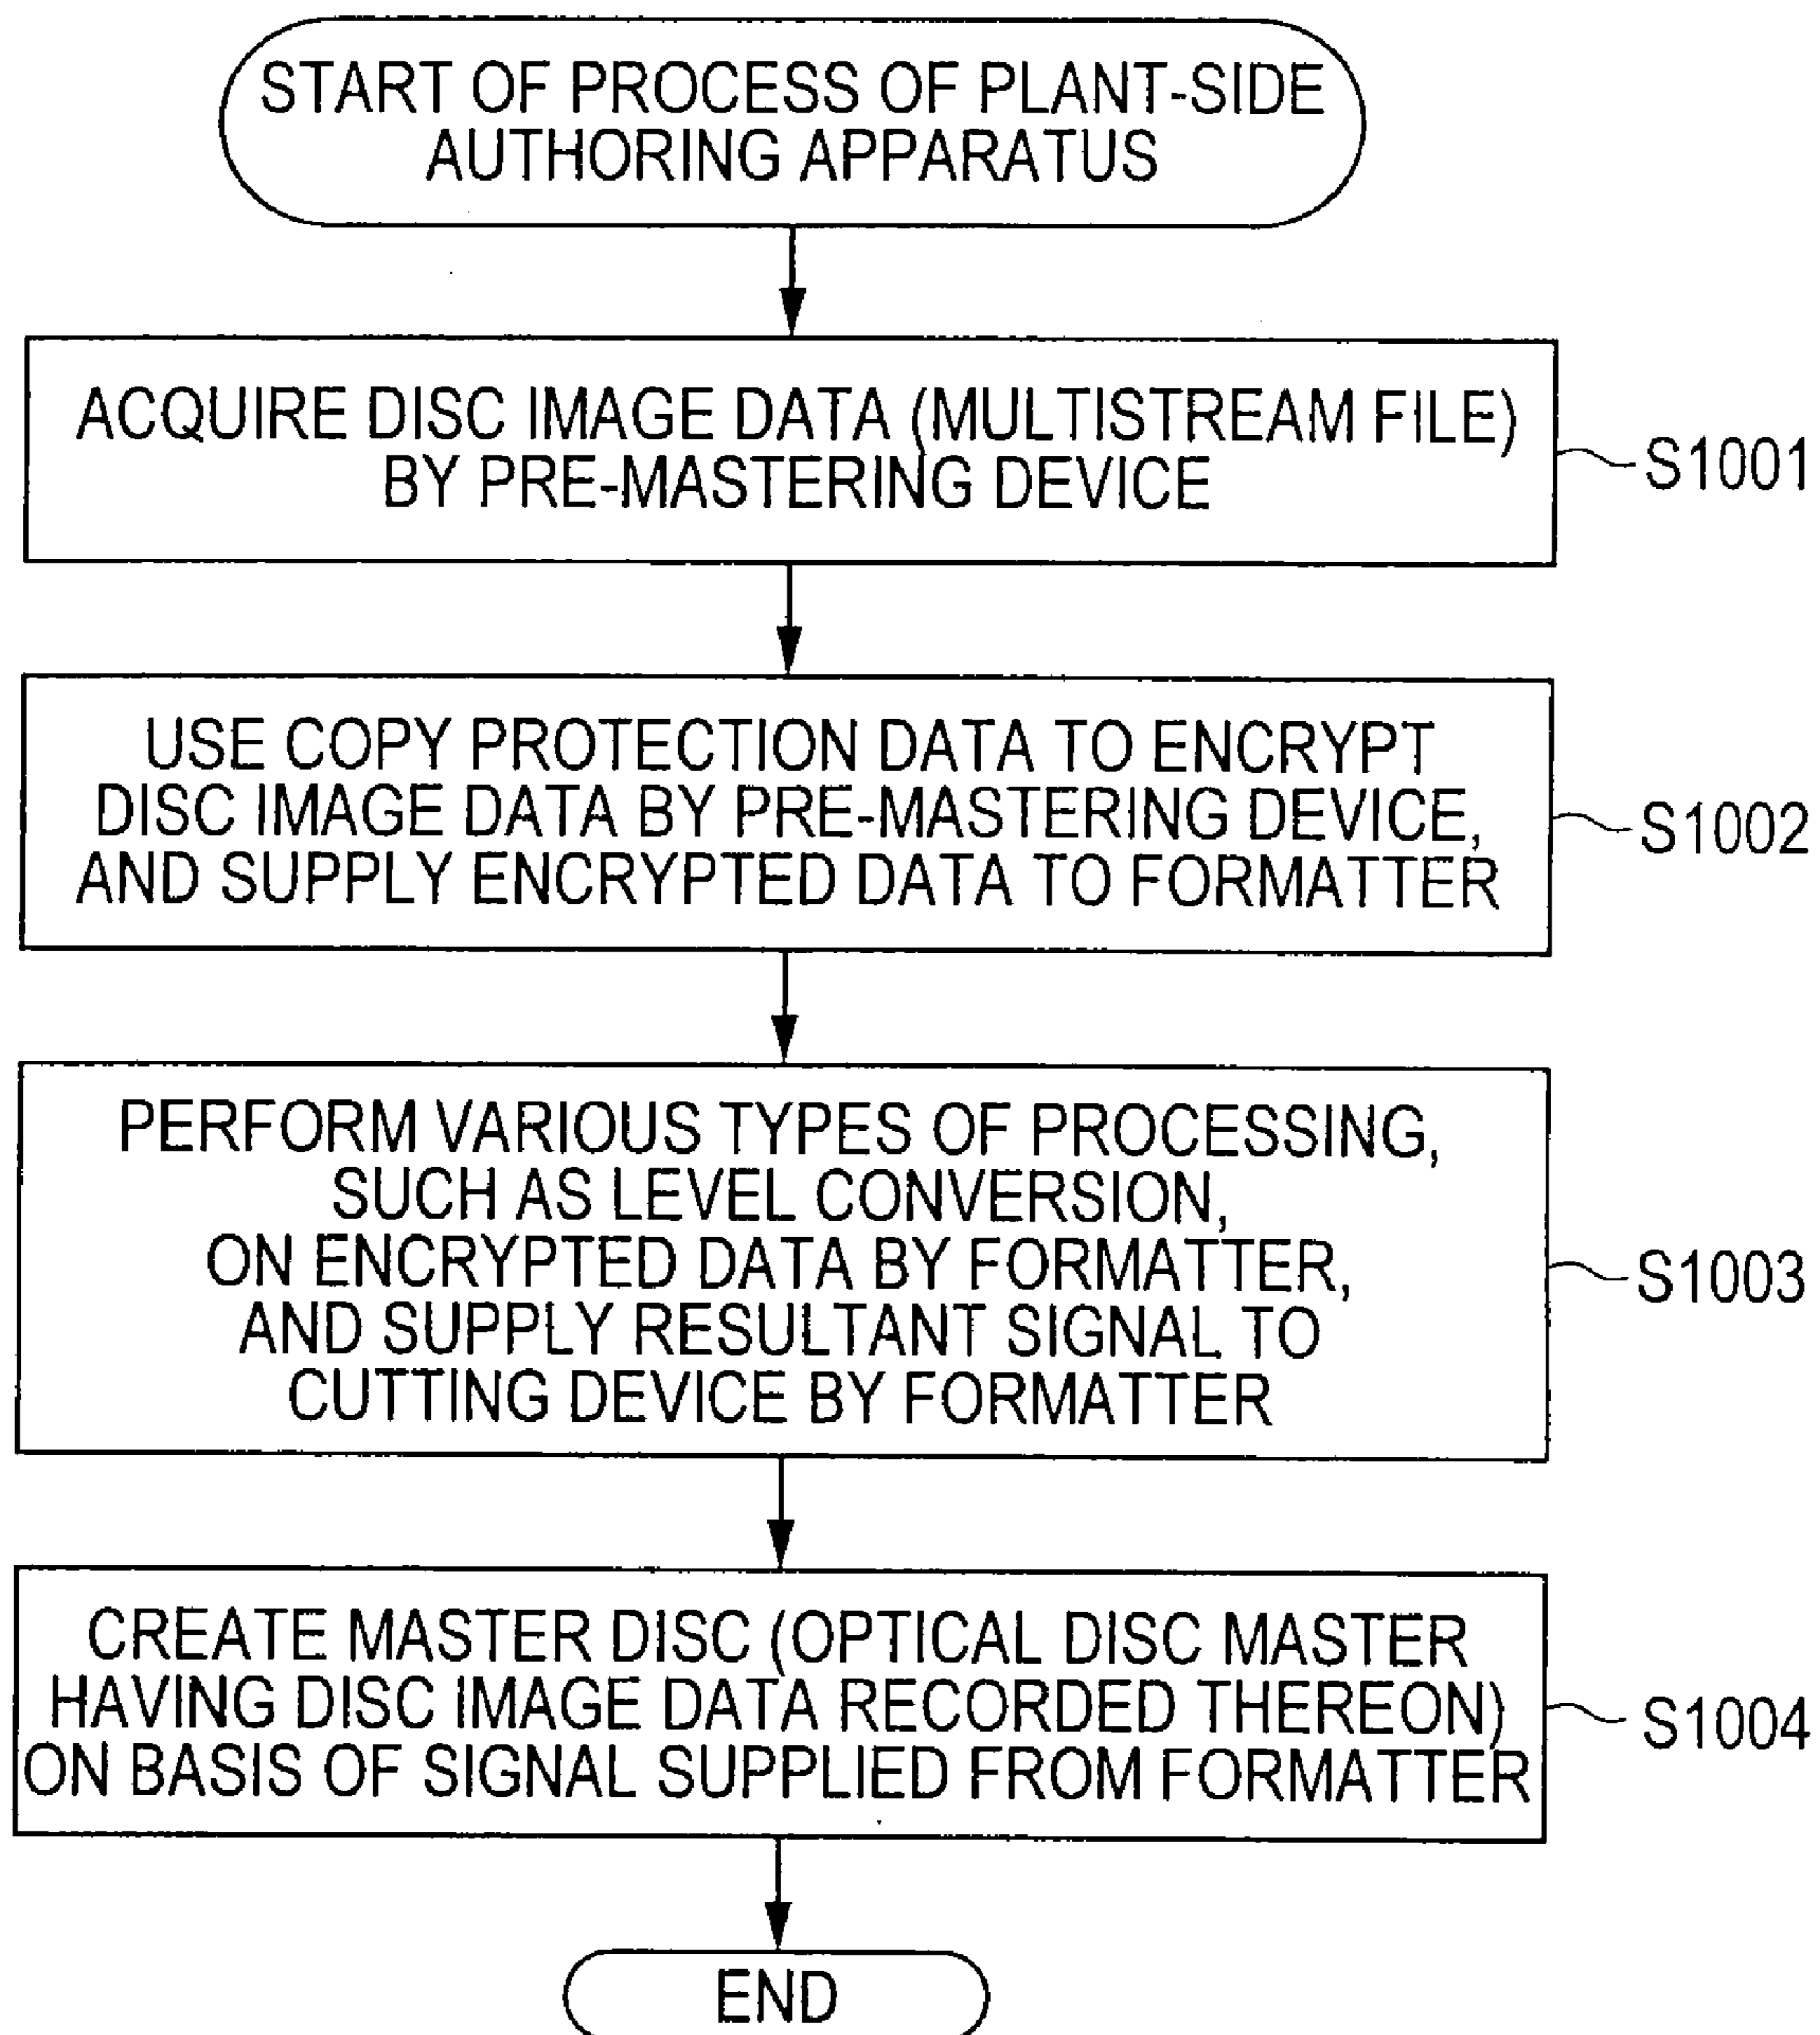 START OF PROCESS OF PLANT-SIDE
AUTHORING APPARATUS
ACQUIRE DISC IMAGE DATA (MULTISTREAM FILE)
BY PRE-MASTERING DEVICE
S1001
USE COPY PROTECTION DATA TO ENCRYPT
DISC IMAGE DATA BY PRE-MASTERING DEVICE,
AND SUPPLY ENCRYPTED DATA TO FORMATTER
S1002
PERFORM VARIOUS TYPES OF PROCESSING,
SUCH AS LEVEL CONVERSION,
ON ENCRYPTED DATA BY FORMATTER,
AND SUPPLY RESULTANT SIGNAL TO
CUTTING DEVICE BY FORMATTER
S1003
CREATE MASTER DISC (OPTICAL DISC MASTER
HAVING DISC IMAGE DATA RECORDED THEREON)
ON BASIS OF SIGNAL SUPPLIED FROM FORMATTER
S1004
END